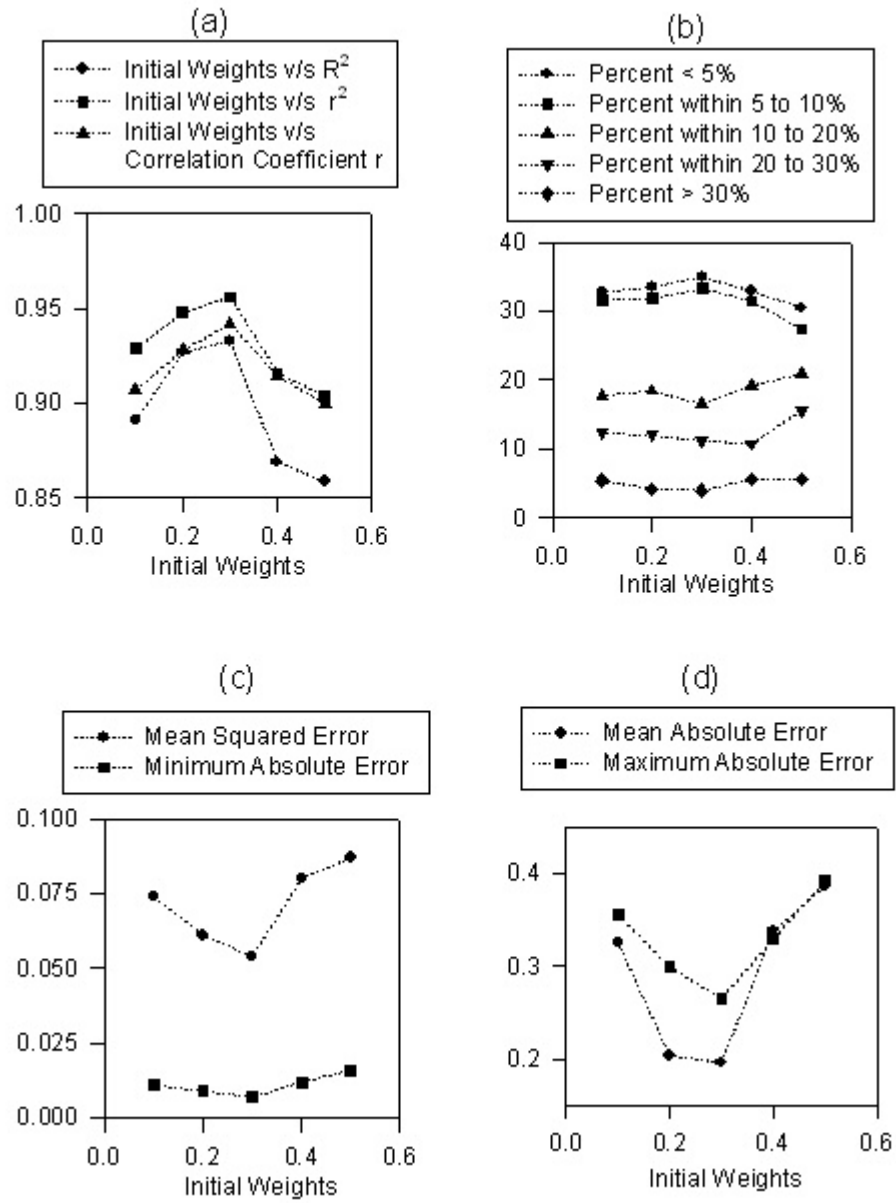 (a)
Initial Weights v/s R²
Initial Weights v/s r²
Initial Weights v/s
Correlation Coefficient r
1.00
0.95
0.90
0.85
0.0 0.2 0.4 0.6
Initial Weights
(b)
Percent < 5%
Percent within 5 to 10%
Percent within 10 to 20%
Percent within 20 to 30%
Percent > 30%
40
30
20
10
0
0.0 0.2 0.4 0.6
Initial Weights
(c)
Mean Squared Error
Minimum Absolute Error
0.100
0.075
0.050
0.025
0.000
0.0 0.2 0.4 0.6
Initial Weights
(d)
Mean Absolute Error
Maximum Absolute Error
0.4
0.3
0.2
0.0 0.2 0.4 0.6
Initial Weights